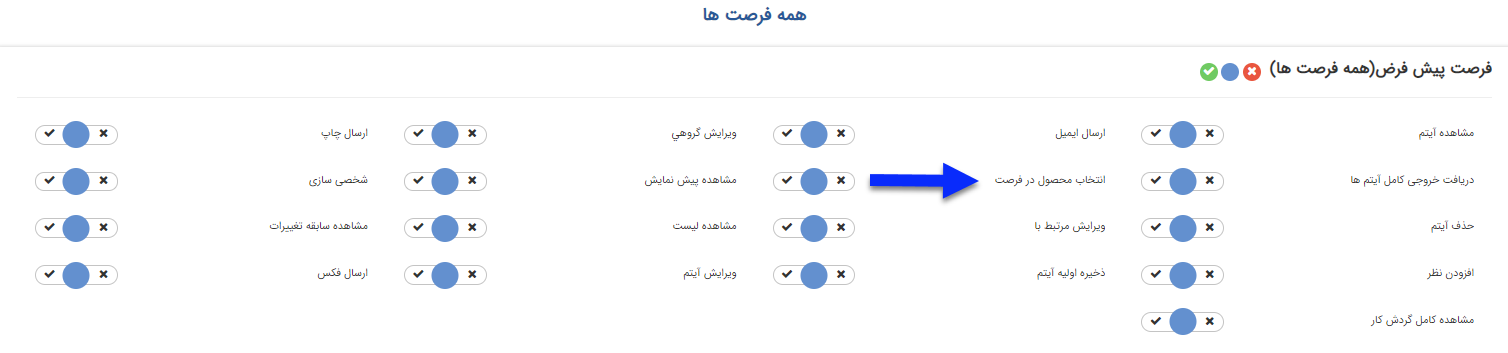 همه فرصت ها
فرصت پیش فرض(همه فرصت ها)
مشاهده آیتم ارسال ایمیل ویرایش گروهي ارسال چاپ
دریافت خروجی کامل آیتم ها انتخاب محصول در فرصت مشاهده پیش نمایش شخصی سازی
حذف آیتم ویرایش مرتبط با مشاهده لیست مشاهده سابقه تغییرات
افزودن نظر ذخیره اولیه آیتم ویرایش آیتم ارسال فکس
مشاهده کامل گردش کار